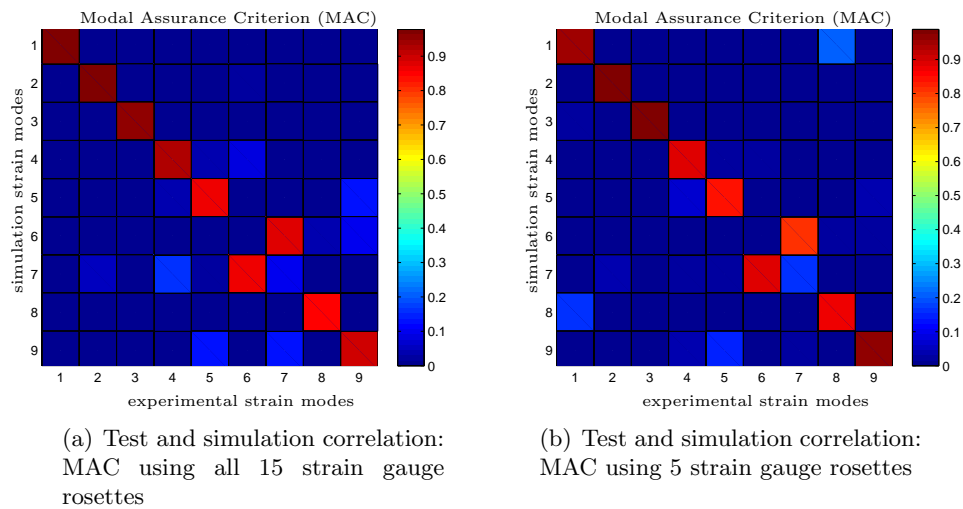 Modal Assurance Criterion (MAC)
simulation strain modes
1
2
3
4
5
6
7
8
9
1 2 3 4 5 6 7 8 9
experimental strain modes
0.9
0.8
0.7
0.6
0.5
0.4
0.3
0.2
0.1
0
(a) Test and simulation correlation:
MAC using all 15 strain gauge
rosettes
Modal Assurance Criterion (MAC)
simulation strain modes
1
2
3
4
5
6
7
8
9
1 2 3 4 5 6 7 8 9
experimental strain modes
0.9
0.8
0.7
0.6
0.5
0.4
0.3
0.2
0.1
0
(b) Test and simulation correlation:
MAC using 5 strain gauge rosettes